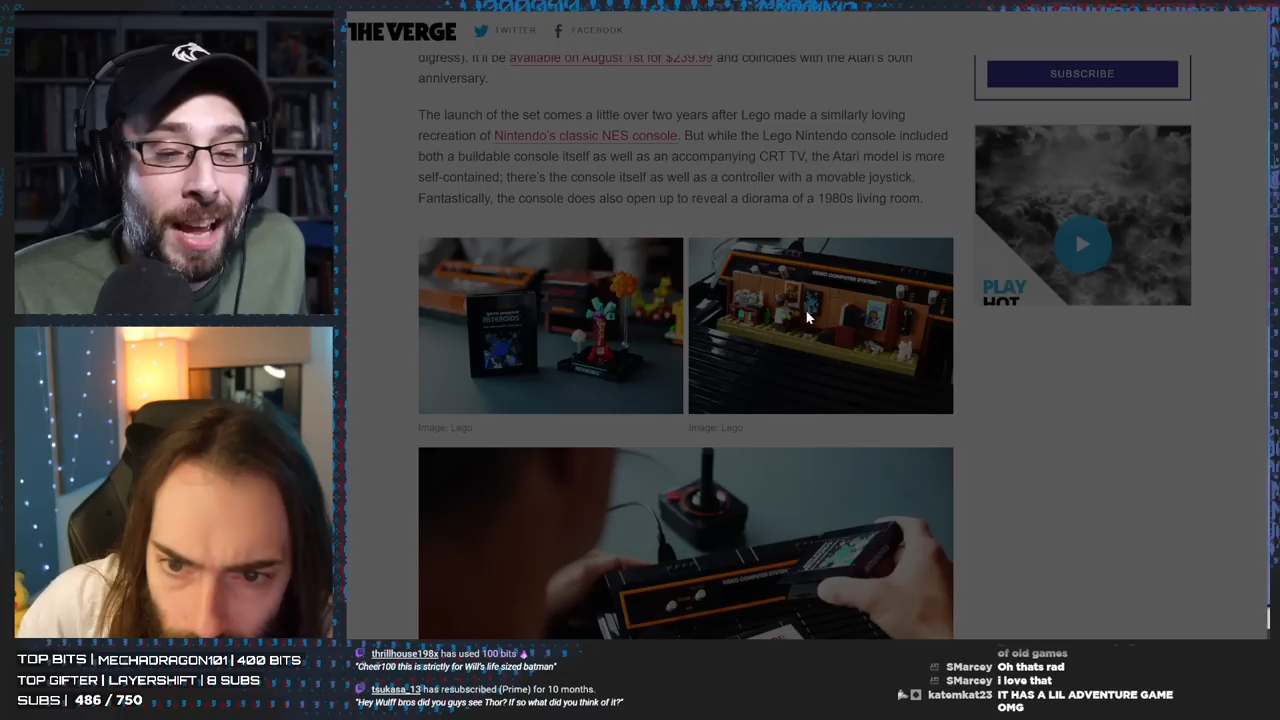 THE VERGE TWITTER FACEBOOK
digress). It'll be available on August 1st for $239.99 and coincides with the Atari's 50th
anniversary.
The launch of the set comes a little over two years after Lego made a similarly loving
recreation of Nintendo's classic NES console. But while the Lego Nintendo console included
both a buildable console itself as well as an accompanying CRT TV, the Atari model is more
self-contained; there's the console itself as well as a controller with a movable joystick.
Fantastically, the console does also open up to reveal a diorama of a 1980s living room.
SUBSCRIBE
PLAY
HOT
ASTEROIDS
VIDEO COMPUTER SYSTEM
Image: Lego
Image: Lego
VIDEO COMPUTER SYSTEM
TOP BITS | MECHADRAGON101 | 400 BITS
TOP GIFTER | LAYERSHIFT | 8 SUBS
SUBS | 486 / 750
thrillhouse198x has used 100 bits
"Cheer100 this is strictly for Will's life sized batman"
tsukasa_13 has resubscribed (Prime) for 10 months.
"Hey Wulff bros did you guys see Thor? If so what did you think of it?"
of old games
SMarcey Oh thats rad
SMarcey i love that
katemkat23 IT HAS A LIL ADVENTURE GAME
OMG